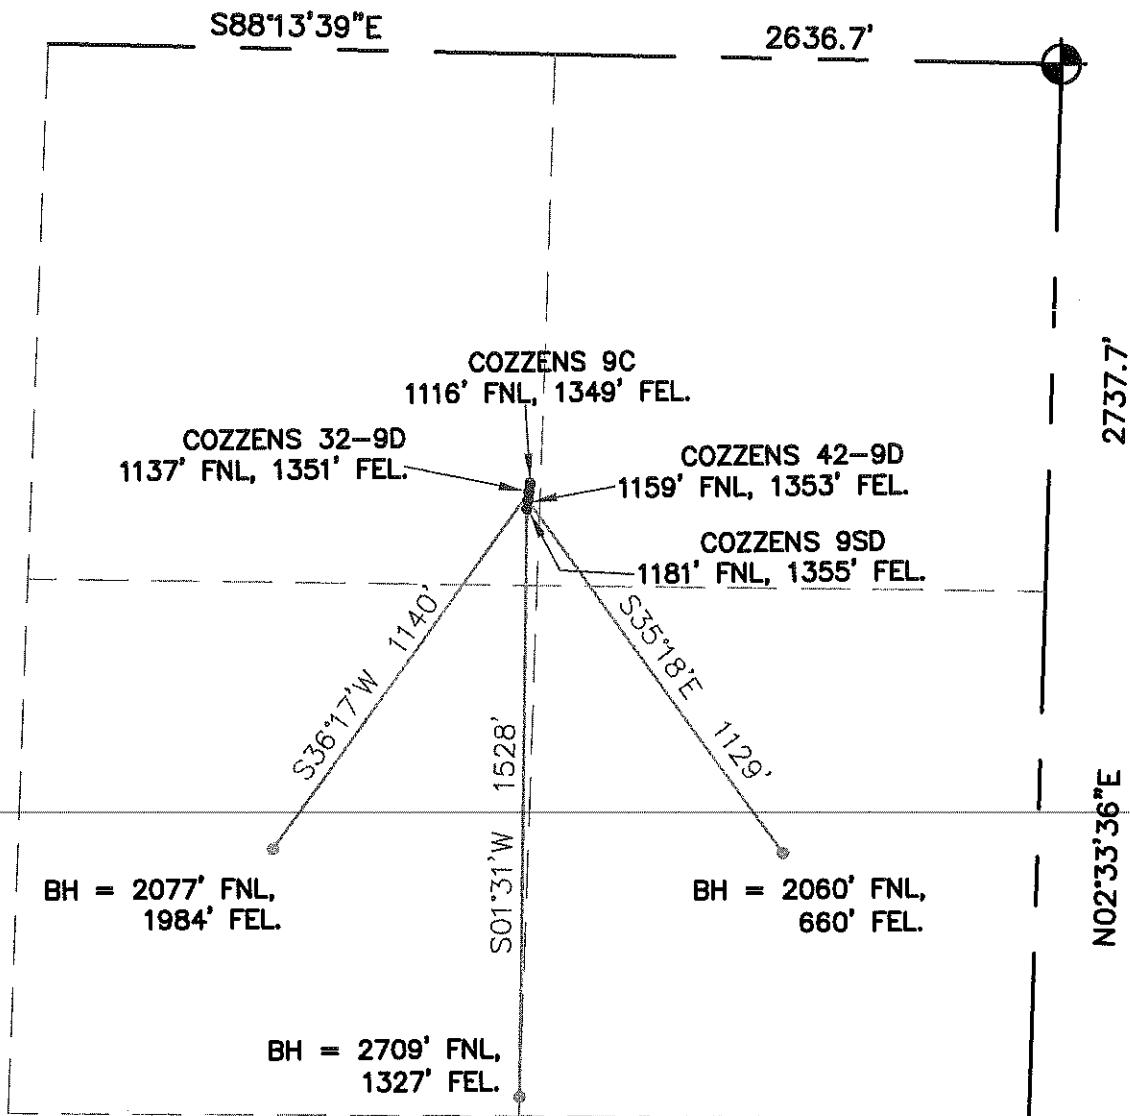 S88°13'39"E
2636.7'
2737.7'
COZZENS 9C
1116' FNL, 1349' FEL.
COZZENS 32-9D
1137' FNL, 1351' FEL.
COZZENS 42-9D
1159' FNL, 1353' FEL.
COZZENS 9SD
1181' FNL, 1355' FEL.
S36°17'W 1140'
S01°31'W 1528'
S35°18'E 1129'
N02°33'36"E
BH = 2077' FNL,
1984' FEL.
BH = 2060' FNL,
660' FEL.
BH = 2709' FNL,
1327' FEL.